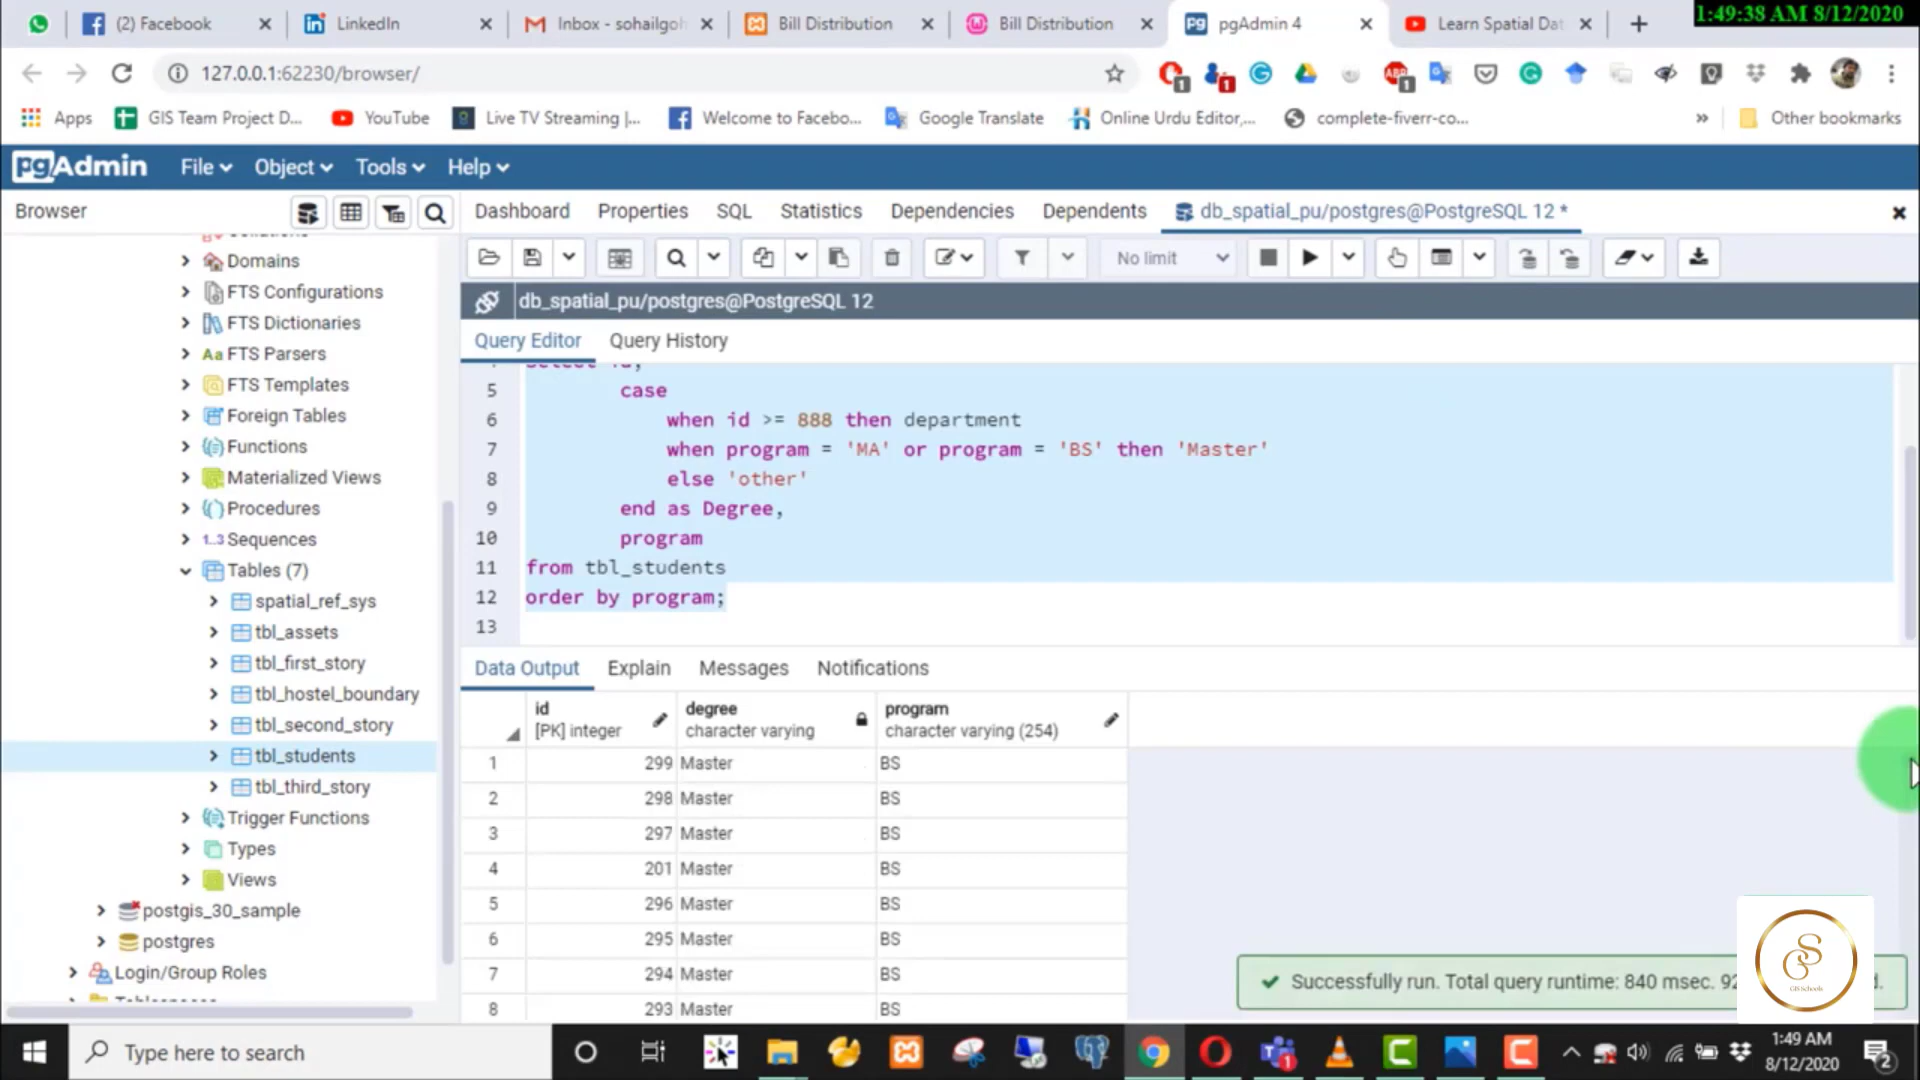 1:49:38 AM 8/12/2020
(2) Facebook
LinkedIn
Inbox - sohailgoh
Bill Distribution
Bill Distribution
pgAdmin 4
Learn Spatial Dat
127.0.0.1:62230/browser/
Apps
GIS Team Project D...
YouTube
Live TV Streaming |...
Welcome to Facebo...
Google Translate
Online Urdu Editor,...
complete-fiverr-co...
Other bookmarks
pgAdmin File Object Tools Help
Browser
Dashboard Properties SQL Statistics Dependencies Dependents db_spatial_pu/postgres@PostgreSQL 12 *
No limit
db_spatial_pu/postgres@PostgreSQL 12
Query Editor Query History
5 case
6 when id >= 888 then department
7 when program = 'MA' or program = 'BS' then 'Master'
8 else 'other'
9 end as Degree,
10 program
11 from tbl_students
12 order by program;
13
Domains
FTS Configurations
FTS Dictionaries
Aa FTS Parsers
FTS Templates
Foreign Tables
Functions
Materialized Views
Procedures
1..3 Sequences
Tables (7)
spatial_ref_sys
tbl_assets
tbl_first_story
tbl_hostel_boundary
tbl_second_story
tbl_students
tbl_third_story
Trigger Functions
Types
Views
postgis_30_sample
postgres
Login/Group Roles
Data Output Explain Messages Notifications
id degree program
[PK] integer character varying character varying (254)
1 299 Master BS
2 298 Master BS
3 297 Master BS
4 201 Master BS
5 296 Master BS
6 295 Master BS
7 294 Master BS
8 293 Master BS
Successfully run. Total query runtime: 840 msec. 92
GIS Schools
Type here to search
1:49 AM
8/12/2020
2